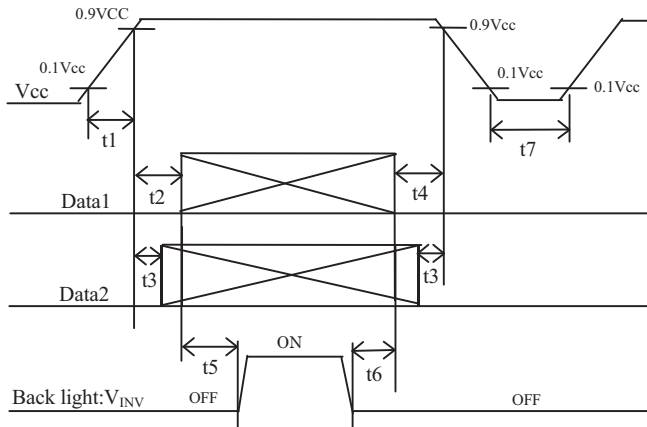 0.9VCC
0.9Vcc
0.1Vcc
0.1Vcc
0.1Vcc
Vcc
t1
t7
t2
t4
Data1
t3
t3
Data2
t5
ON
t6
Back light:VINV
OFF
OFF